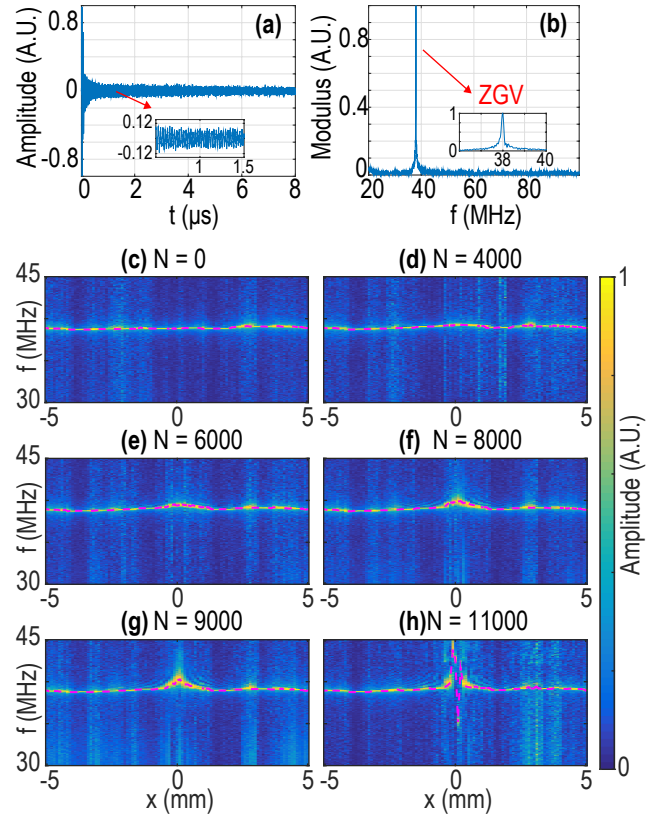 (a)
Amplitude (A.U.)
0.8
0
-0.8
0.12
-0.12
1
1.5
0
2
4
6
8
t (µs)
(b)
Modulus (A.U.)
0.8
0.4
0
ZGV
1
0
38
40
20
40
60
80
f (MHz)
(c) N = 0
f (MHz)
45
30
-5
0
5
(d) N = 4000
-5
0
5
(e) N = 6000
f (MHz)
45
30
-5
0
5
(f) N = 8000
-5
0
5
(g) N = 9000
f (MHz)
45
30
-5
0
5
x (mm)
(h)N = 11000
-5
0
5
x (mm)
1
Amplitude (A.U.)
0